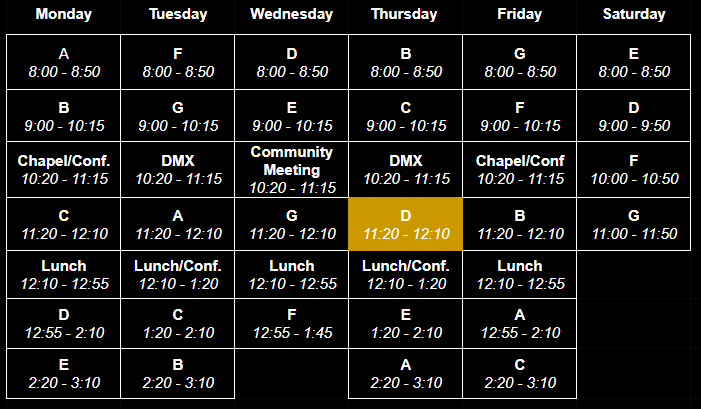 Monday Tuesday Wednesday Thursday Friday Saturday
A F D B G E
8:00 - 8:50 8:00 - 8:50 8:00 - 8:50 8:00 - 8:50 8:00 - 8:50 8:00 - 8:50
B G E C F D
9:00 - 10:15 9:00 - 10:15 9:00 - 10:15 9:00 - 10:15 9:00 - 10:15 9:00 - 9:50
Chapel/Conf. DMX Community Meeting DMX Chapel/Conf F
10:20 - 11:15 10:20 - 11:15 10:20 - 11:15 10:20 - 11:15 10:20 - 11:15 10:00 - 10:50
C A G D B G
11:20 - 12:10 11:20 - 12:10 11:20 - 12:10 11:20 - 12:10 11:20 - 12:10 11:00 - 11:50
Lunch Lunch/Conf. Lunch Lunch/Conf. Lunch
12:10 - 12:55 12:10 - 1:20 12:10 - 12:55 12:10 - 1:20 12:10 - 12:55
D C F E A
12:55 - 2:10 1:20 - 2:10 12:55 - 1:45 1:20 - 2:10 12:55 - 2:10
E B A C
2:20 - 3:10 2:20 - 3:10 2:20 - 3:10 2:20 - 3:10